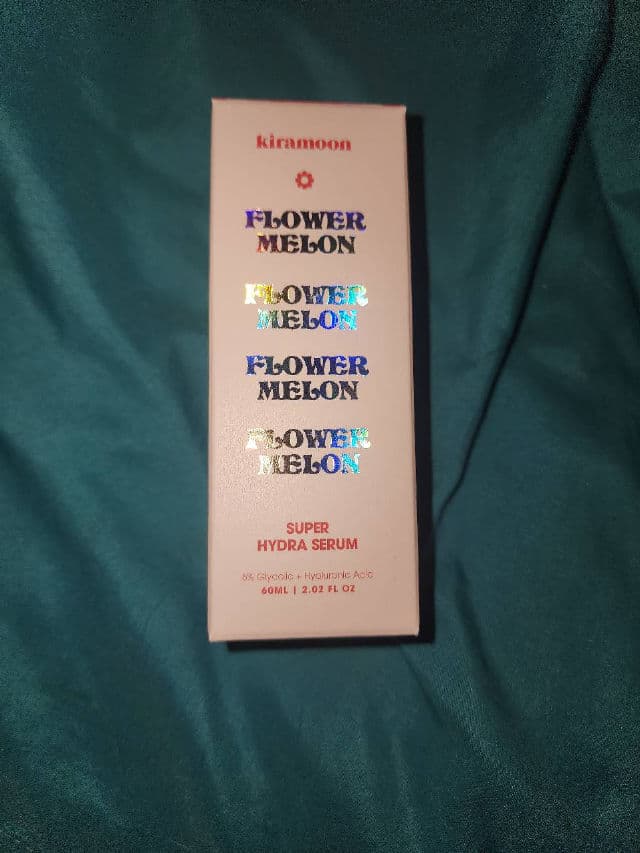 kiramoon
FLOWER
MELON
FLOWER
MELON
FLOWER
MELON
FLOWER
MELON
SUPER
HYDRA SERUM
6% Glycolic + Hyaluronic Acid
60ML | 2.02 FL OZ